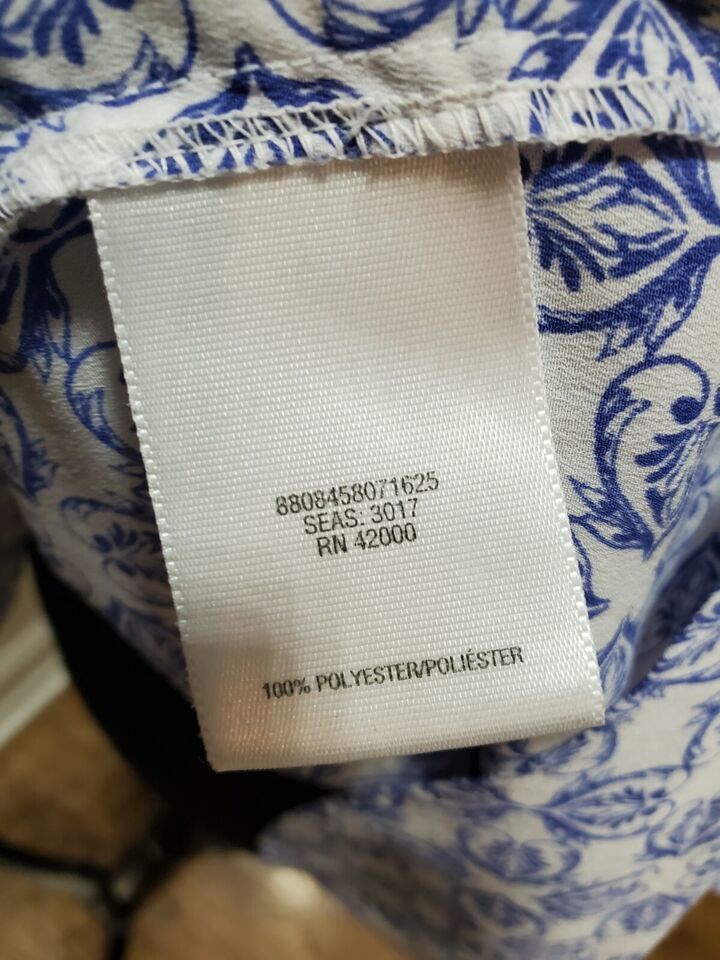 8808458071625
SEAS: 3017
RN 42000
100% POLYESTER/POLIÉSTER